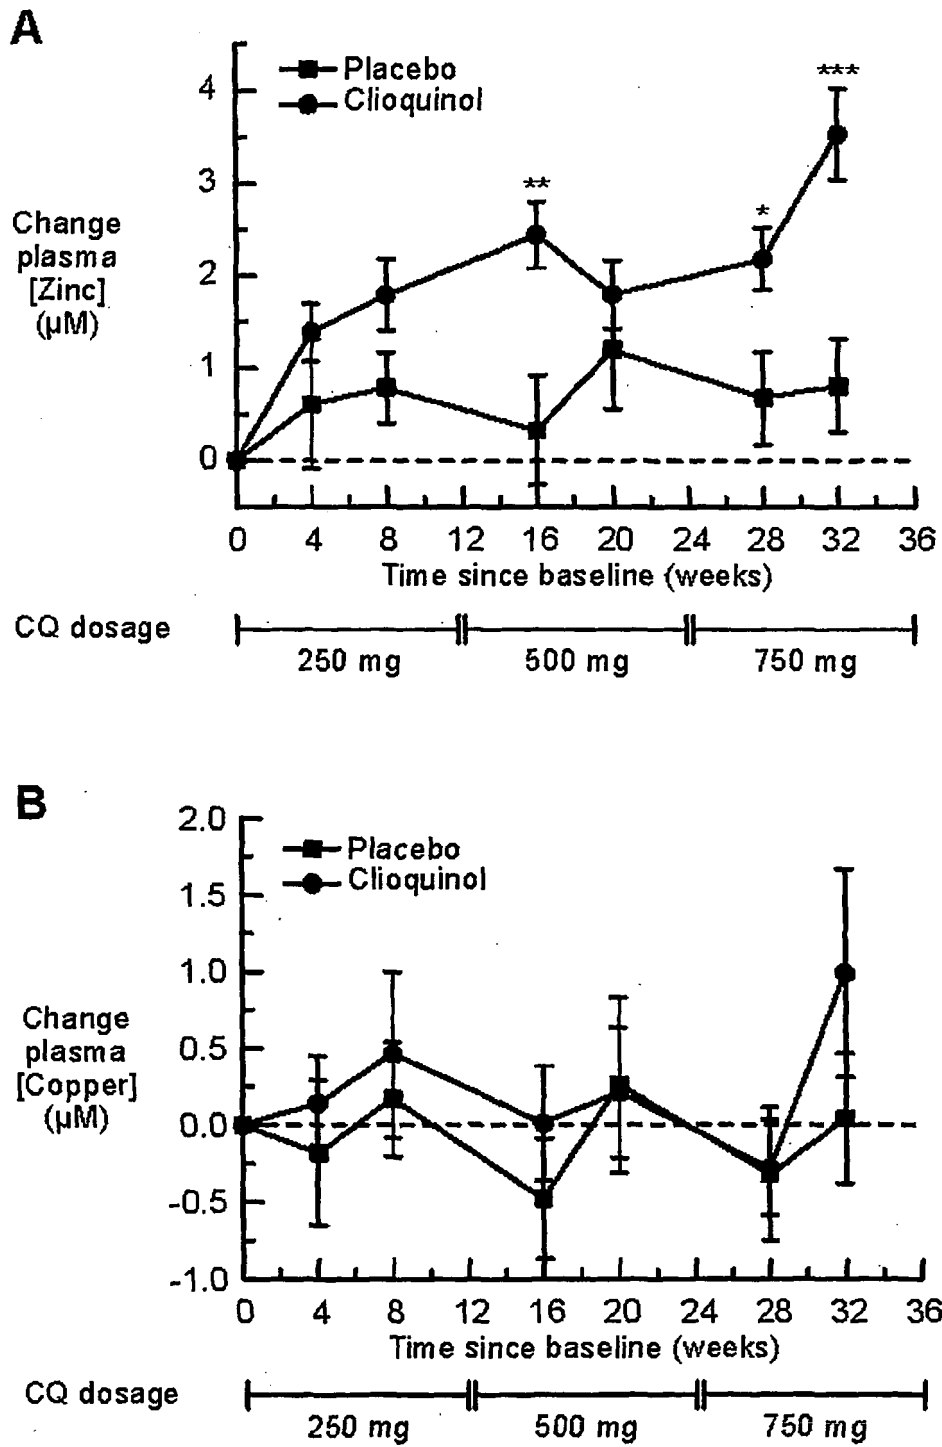 A
Placebo
Clioquinol
***
**
*
4
3
2
1
0
Change
plasma
[Zinc]
(µM)
0 4 8 12 16 20 24 28 32 36
Time since baseline (weeks)
CQ dosage
250 mg 500 mg 750 mg
B
Placebo
Clioquinol
2.0
1.5
1.0
0.5
0.0
-0.5
-1.0
Change
plasma
[Copper]
(µM)
0 4 8 12 16 20 24 28 32 36
Time since baseline (weeks)
CQ dosage
250 mg 500 mg 750 mg